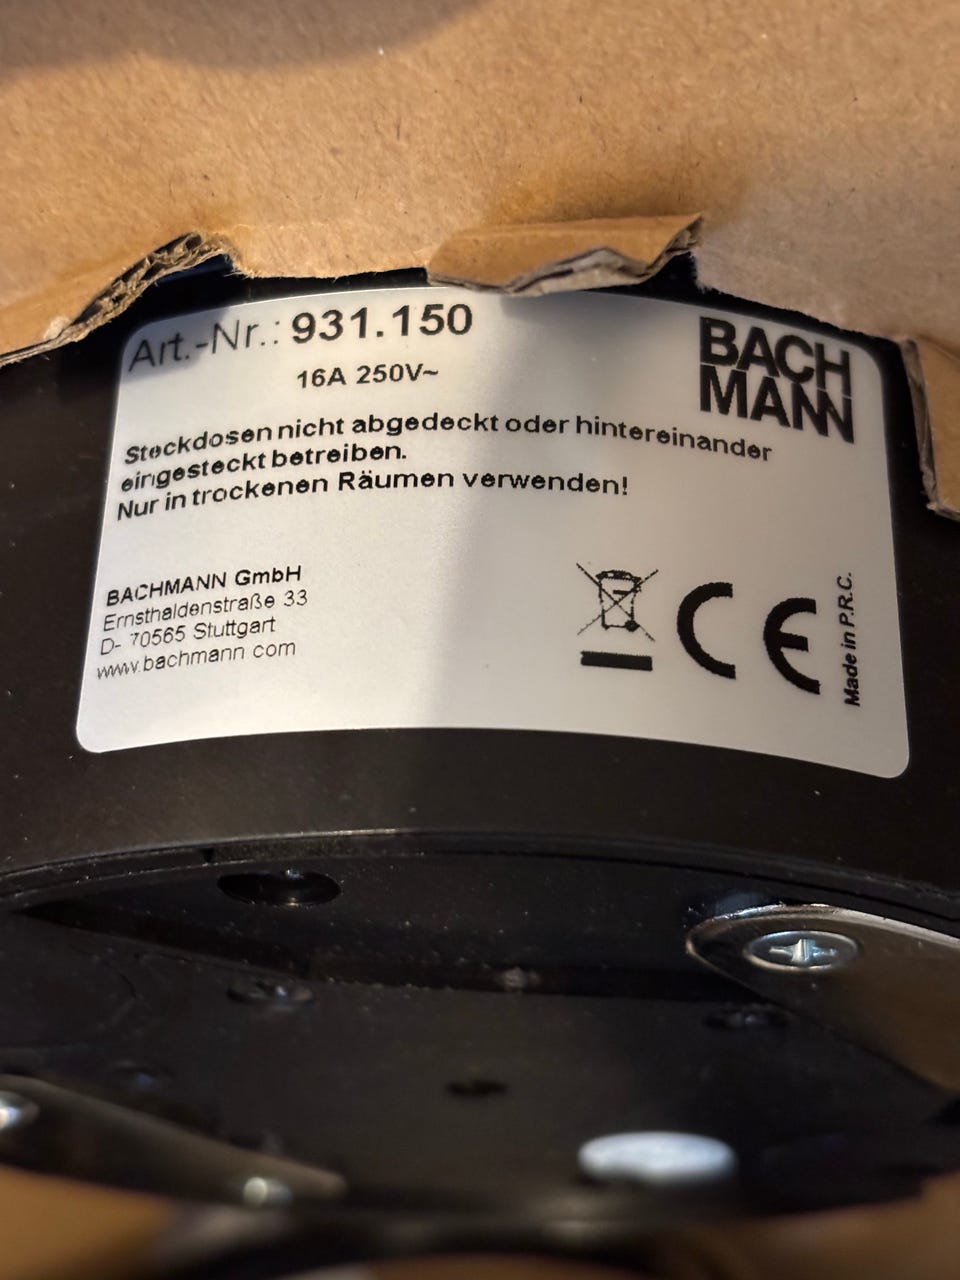 Art.-Nr.: 931.150
16A 250V~
BACH
MANN
Steckdosen nicht abgedeckt oder hintereinander
eingesteckt betreiben.
Nur in trockenen Räumen verwenden!
BACHMANN GmbH
Ernsthaldenstraße 33
D- 70565 Stuttgart
www.bachmann.com
CE
Made in P.R.C.